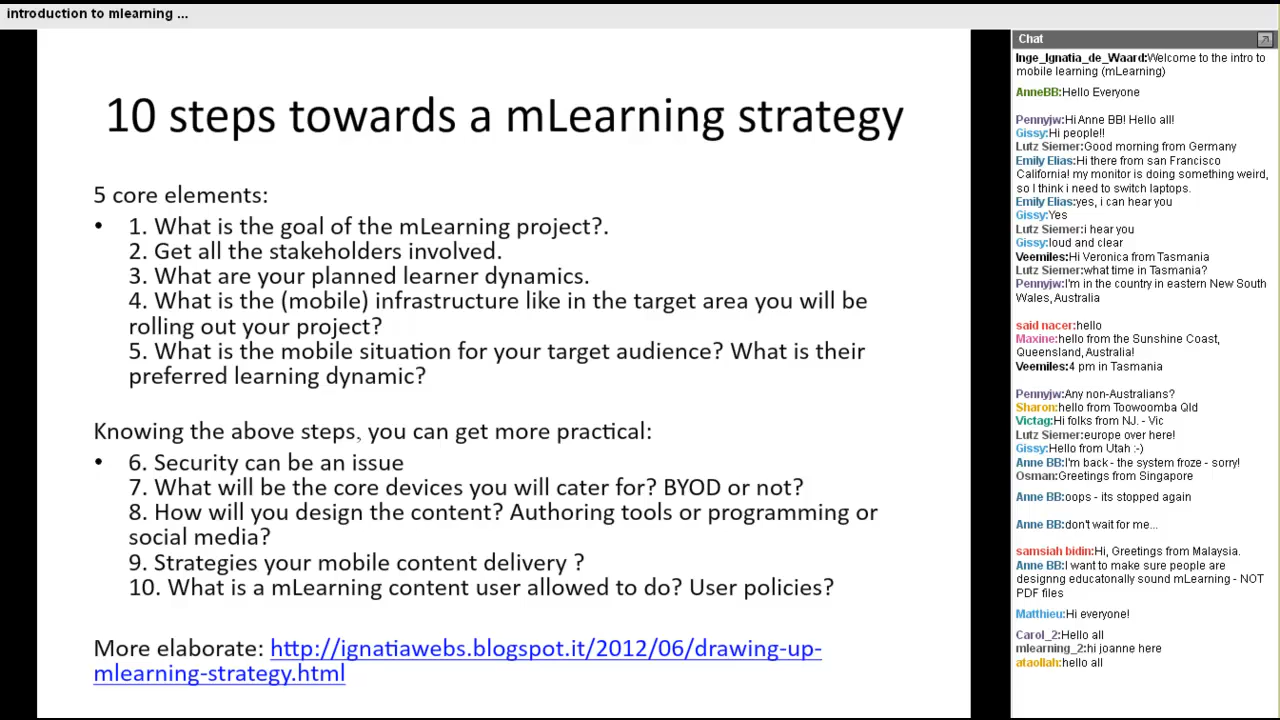 introduction to mlearning ...
10 steps towards a mLearning strategy
5 core elements:
• 1. What is the goal of the mLearning project?.
2. Get all the stakeholders involved.
3. What are your planned learner dynamics.
4. What is the (mobile) infrastructure like in the target area you will be
rolling out your project?
5. What is the mobile situation for your target audience? What is their
preferred learning dynamic?
Knowing the above steps, you can get more practical:
• 6. Security can be an issue
7. What will be the core devices you will cater for? BYOD or not?
8. How will you design the content? Authoring tools or programming or
social media?
9. Strategies your mobile content delivery ?
10. What is a mLearning content user allowed to do? User policies?
More elaborate: http://ignatiawebs.blogspot.it/2012/06/drawing-up-
mlearning-strategy.html
Chat
Inge_Ignatia_de_Waard:Welcome to the intro to
mobile learning (mLearning)
AnneBB:Hello Everyone
Pennyjw:Hi Anne BB! Hello all!
Gissy:Hi people!!
Lutz Siemer:Good morning from Germany
Emily Elias:Hi there from san Francisco
California! my monitor is doing something weird,
so I think i need to switch laptops.
Emily Elias:yes, i can hear you
Gissy:Yes
Lutz Siemer:i hear you
Gissy:loud and clear
Veemiles:Hi Veronica from Tasmania
Lutz Siemer:what time in Tasmania?
Pennyjw:I'm in the country in eastern New South
Wales, Australia
said nacer:hello
Maxine:hello from the Sunshine Coast,
Queensland, Australia!
Veemiles:4 pm in Tasmania
Pennyjw:Any non-Australians?
Sharon:hello from Toowoomba Qld
Victag:Hi folks from NJ. - Vic
Lutz Siemer:europe over here!
Gissy:Hello from Utah :-)
Anne BB:I'm back - the system froze - sorry!
Osman:Greetings from Singapore
Anne BB:oops - its stopped again
Anne BB:don't wait for me...
samsiah bidin:Hi, Greetings from Malaysia.
Anne BB:I want to make sure people are
designng educatonally sound mLearning - NOT
PDF files
Matthieu:Hi everyone!
Carol_2:Hello all
mlearning_2:hi joanne here
ataollah:hello all